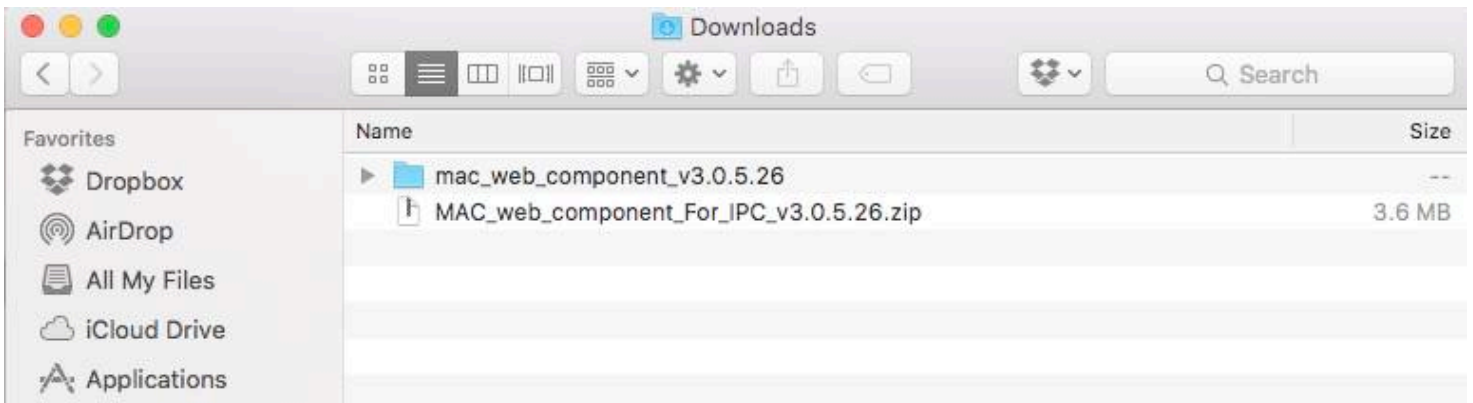 Downloads
Search
Favorites
Name
Size
Dropbox
mac_web_component_v3.0.5.26
--
AirDrop
MAC_web_component_For_IPC_v3.0.5.26.zip
3.6 MB
All My Files
iCloud Drive
Applications